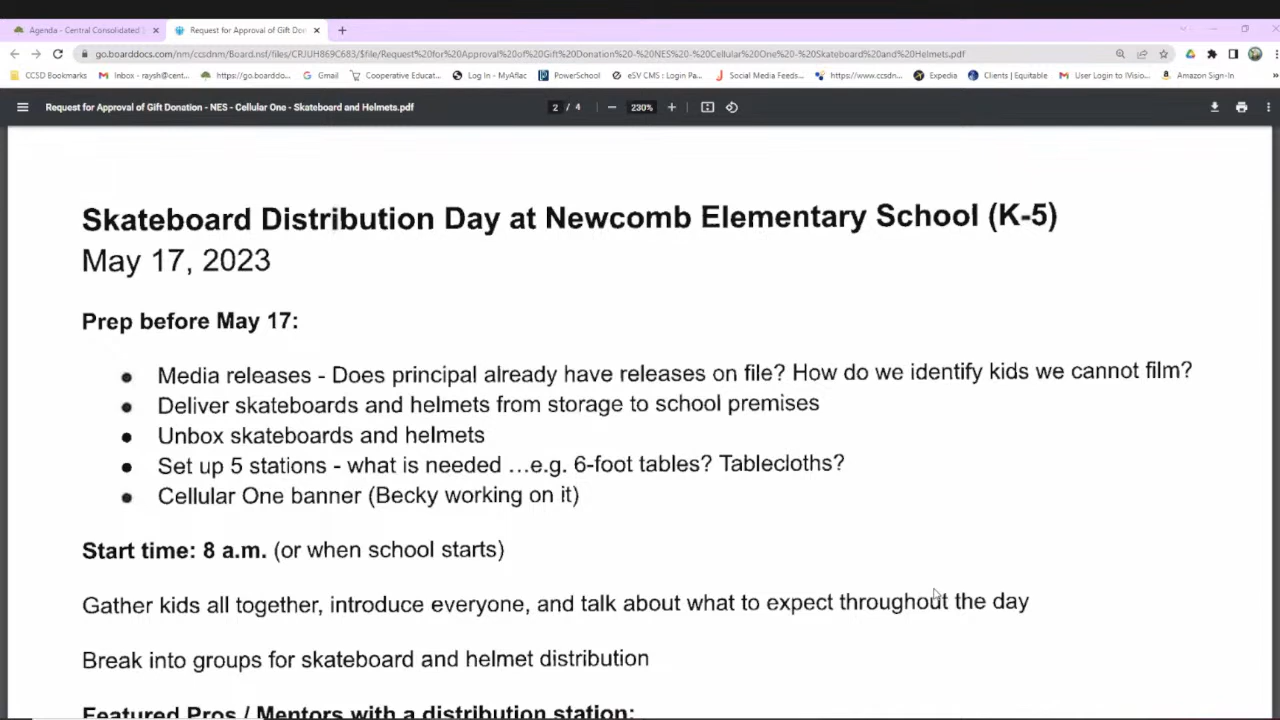 Agenda - Central Consolidated
Request for Approval of Gift Don
go.boarddocs.com/nm/ccsdnm/Board.nsf/files/CRJUH869C683/$file/Request%20for%20Approval%20of%20Gift%20Donation%20-%20NES%20-%20Cellular%20One%20-%20Skateboard%20and%20Helmets.pdf
CCSD Bookmarks Inbox - raysh@cent... https://go.boarddo... Gmail Cooperative Educat... Log In - MyAflac PowerSchool eSV CMS : Login Pa... Social Media Feeds... https://www.ccsdn... Expedia Clients | Equitable User Login to iVisio... Amazon Sign-In »
Request for Approval of Gift Donation - NES - Cellular One - Skateboard and Helmets.pdf 2 / 4 230%
Skateboard Distribution Day at Newcomb Elementary School (K-5)
May 17, 2023
Prep before May 17:
● Media releases - Does principal already have releases on file? How do we identify kids we cannot film?
● Deliver skateboards and helmets from storage to school premises
● Unbox skateboards and helmets
● Set up 5 stations - what is needed …e.g. 6-foot tables? Tablecloths?
● Cellular One banner (Becky working on it)
Start time: 8 a.m. (or when school starts)
Gather kids all together, introduce everyone, and talk about what to expect throughout the day
Break into groups for skateboard and helmet distribution
Featured Pros / Mentors with a distribution station: